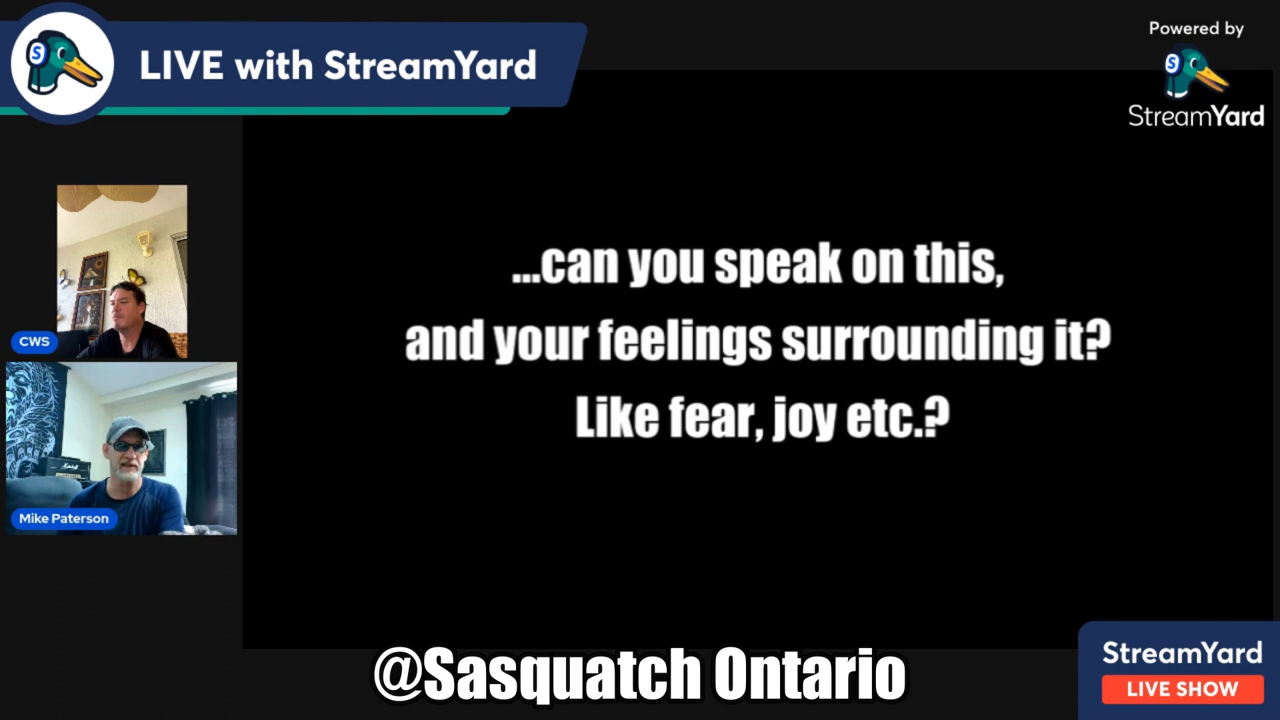 LIVE with StreamYard
Powered by
StreamYard
...can you speak on this,
and your feelings surrounding it?
Like fear, joy etc.?
CWS
Marshall
Mike Paterson
@Sasquatch Ontario
StreamYard
LIVE SHOW